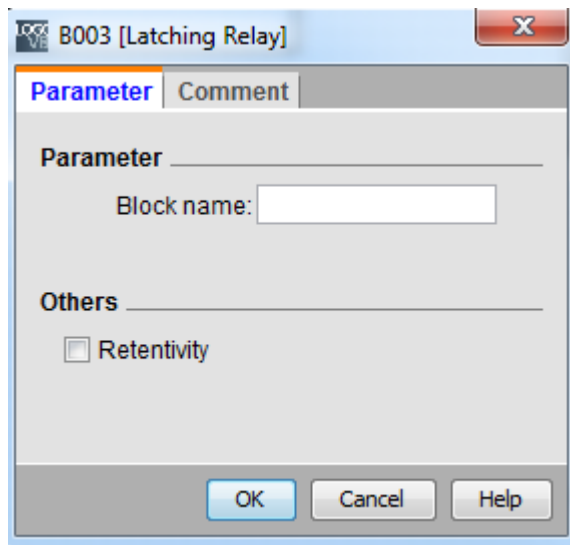 B003 [Latching Relay]
Parameter Comment
Parameter
Block name:
Others
Retentivity
OK Cancel Help